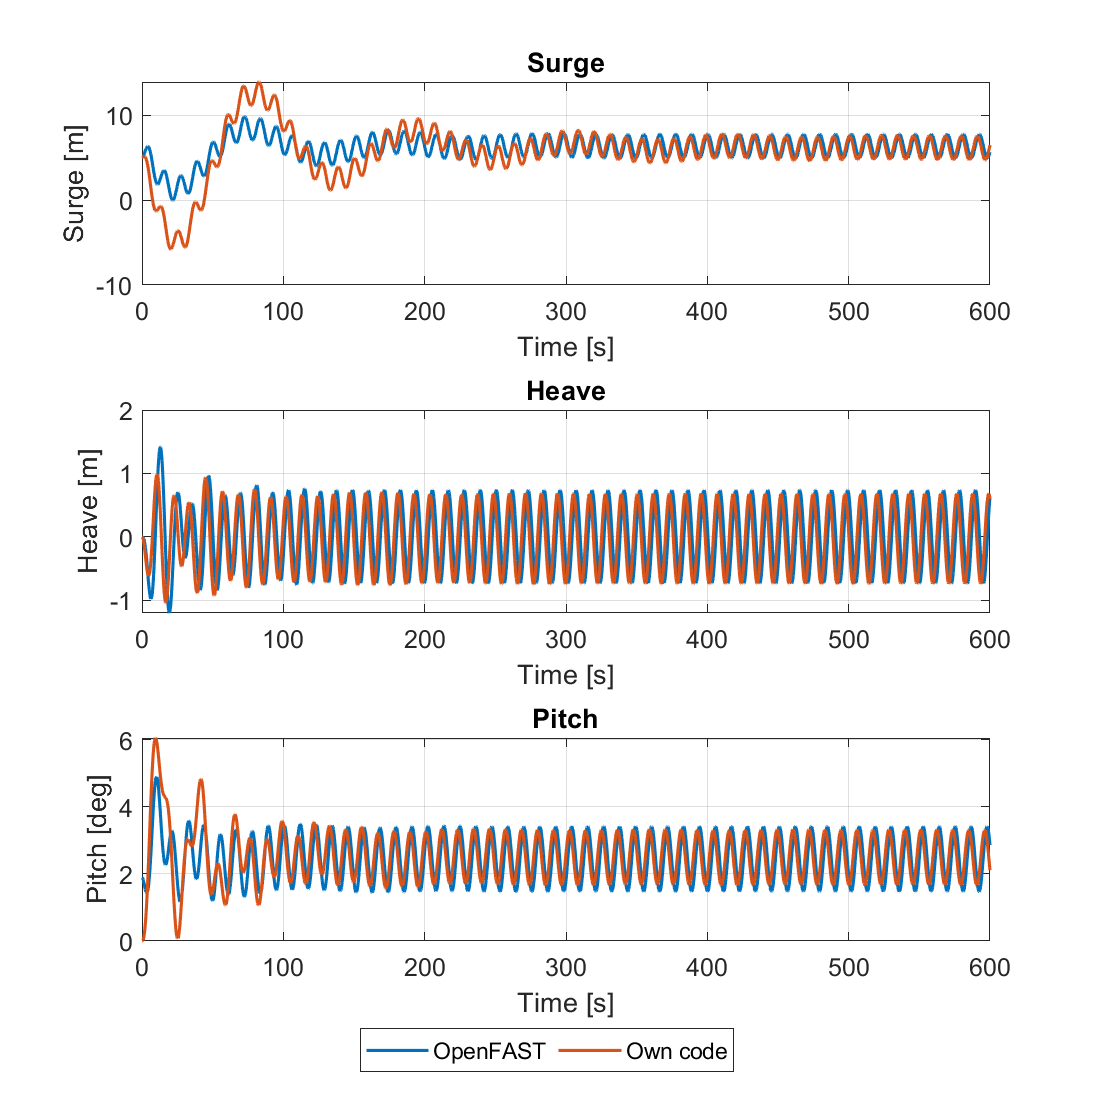 Surge
Surge [m]
10
0
-10
0 100 200 300 400 500 600
Time [s]
Heave
Heave [m]
2
1
0
-1
0 100 200 300 400 500 600
Time [s]
Pitch
Pitch [deg]
6
4
2
0
0 100 200 300 400 500 600
Time [s]
OpenFAST Own code